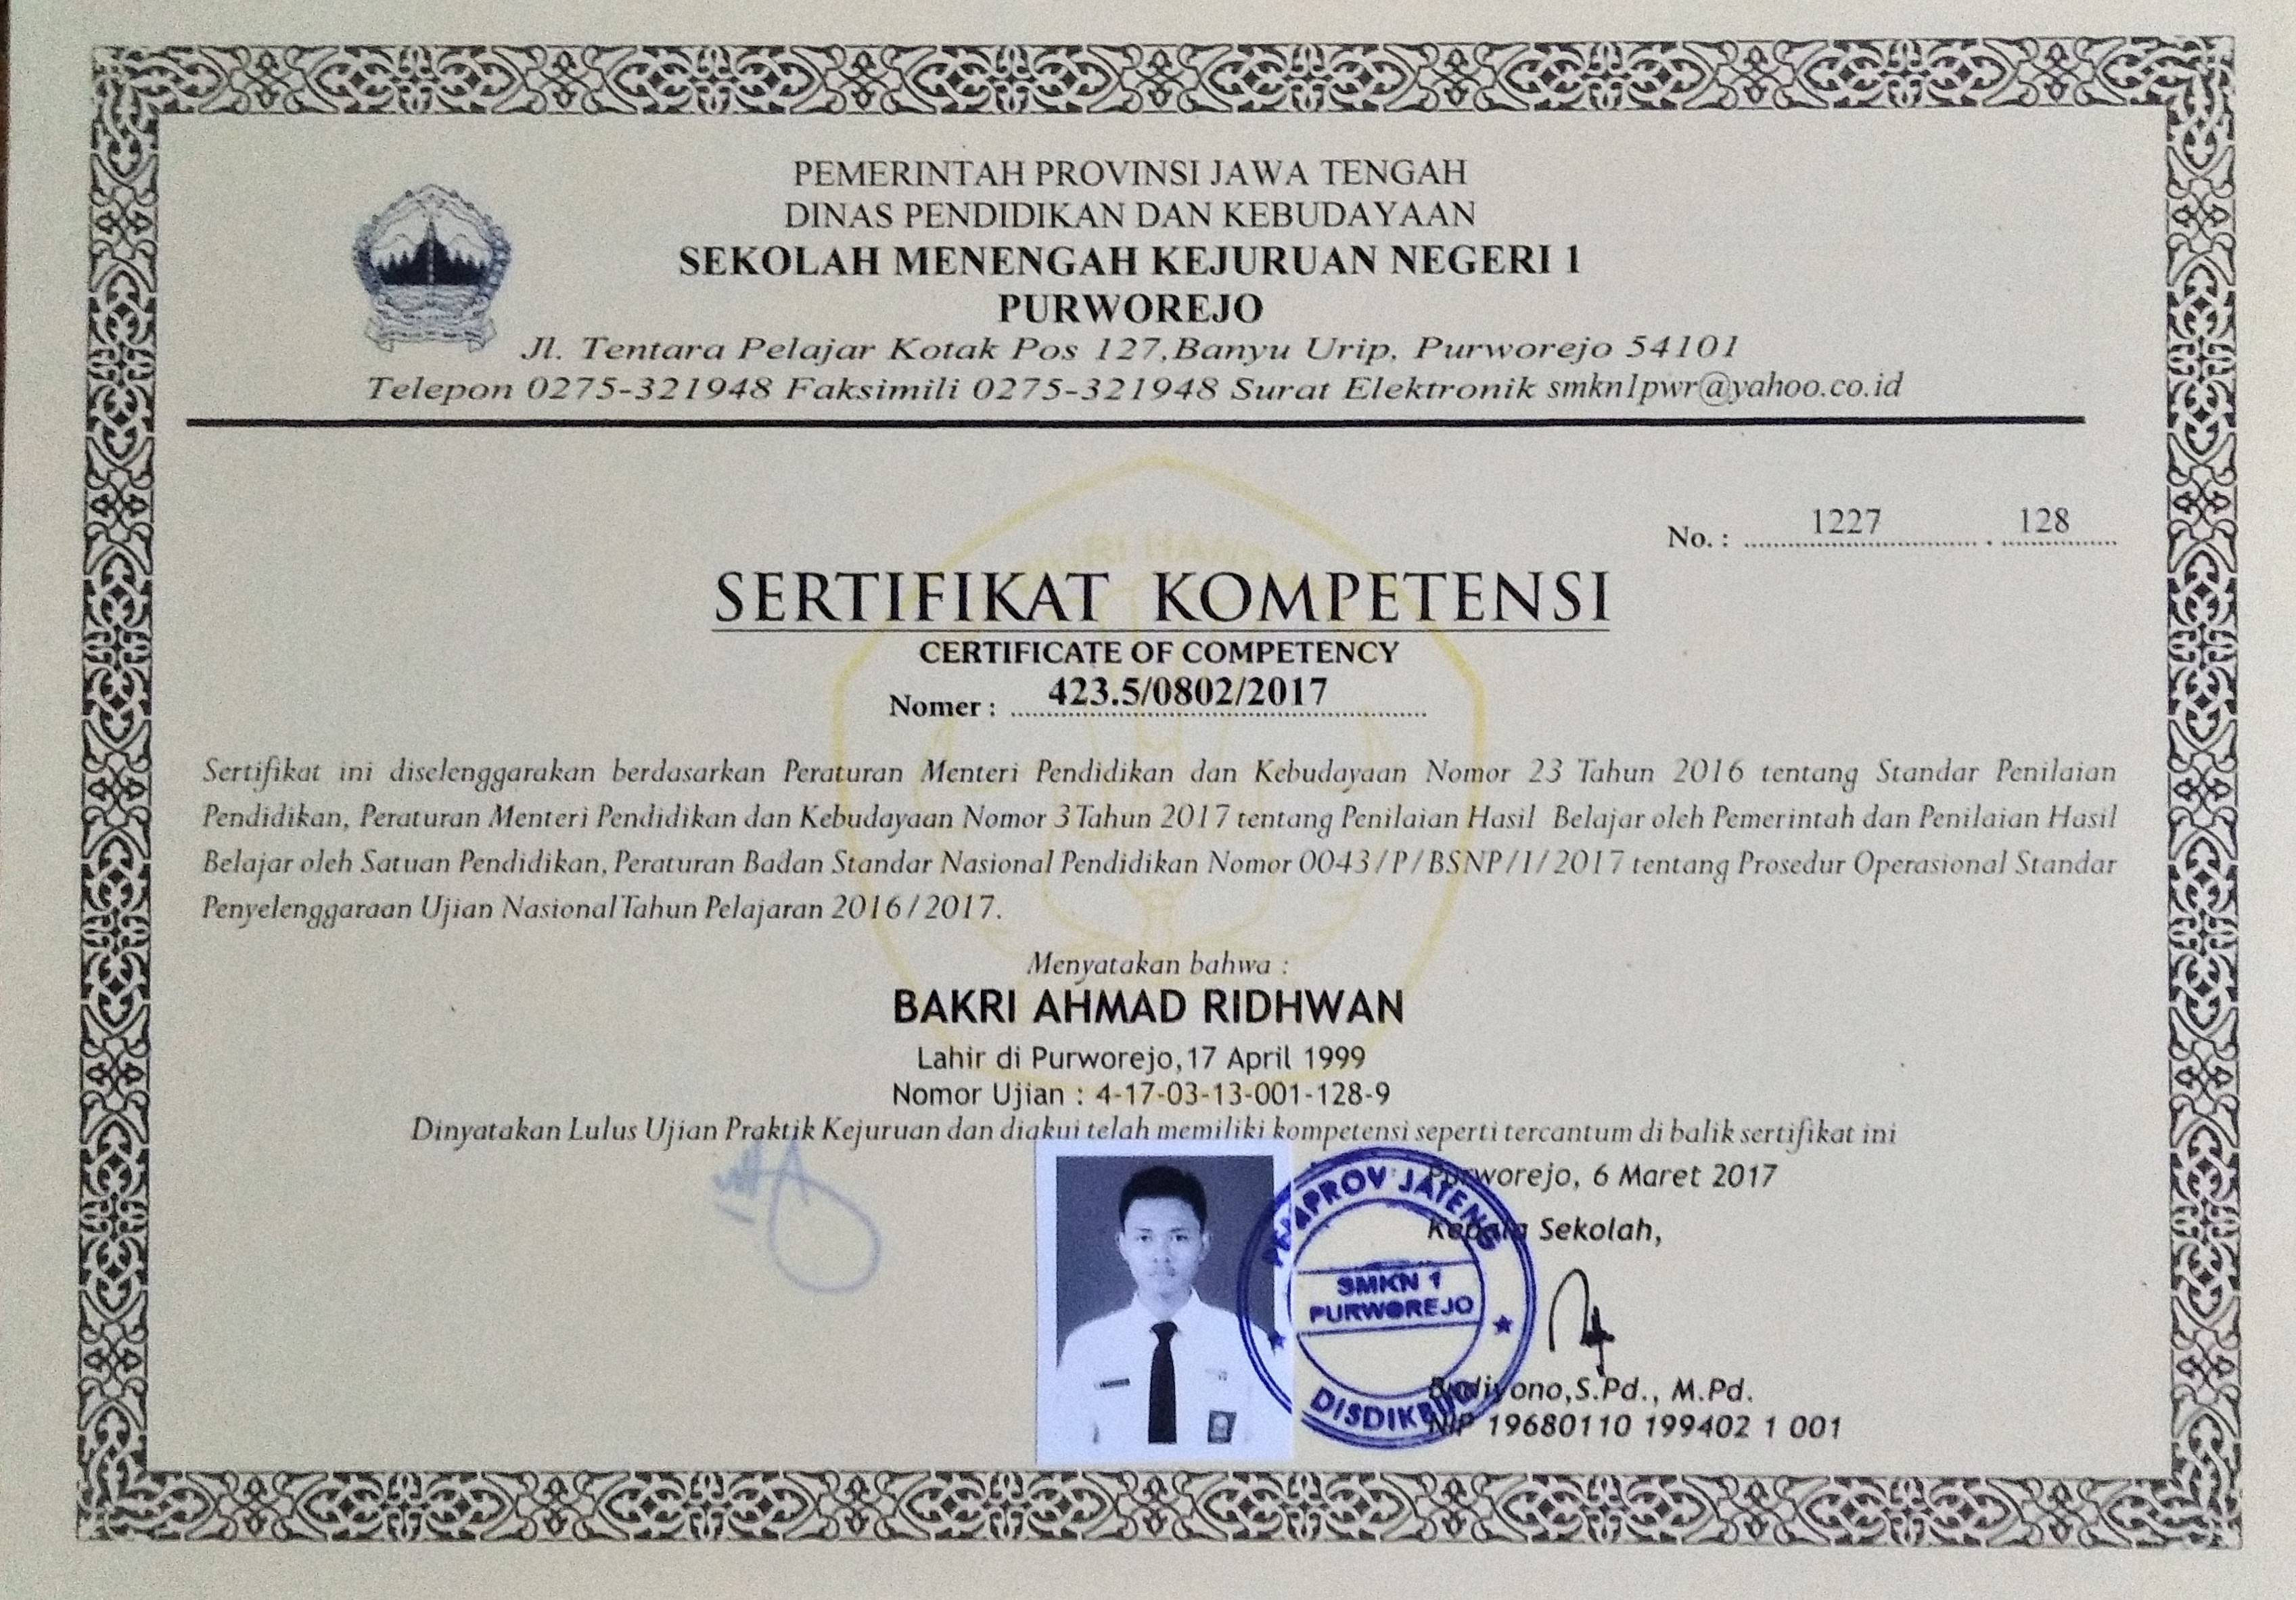 PEMERINTAH PROVINSI JAWA TENGAH
DINAS PENDIDIKAN DAN KEBUDAYAAN
SEKOLAH MENENGAH KEJURUAN NEGERI 1
PURWOREJO
Jl. Tentara Pelajar Kotak Pos 127,Banyu Urip, Purworejo 54101
Telepon 0275-321948 Faksimili 0275-321948 Surat Elektronik smkn1pwr@yahoo.co.id
No. : 1227 . 128
SERTIFIKAT KOMPETENSI
CERTIFICATE OF COMPETENCY
Nomer : 423.5/0802/2017
Sertifikat ini diselenggarakan berdasarkan Peraturan Menteri Pendidikan dan Kebudayaan Nomor 23 Tahun 2016 tentang Standar Penilaian
Pendidikan, Peraturan Menteri Pendidikan dan Kebudayaan Nomor 3 Tahun 2017 tentang Penilaian Hasil Belajar oleh Pemerintah dan Penilaian Hasil
Belajar oleh Satuan Pendidikan, Peraturan Badan Standar Nasional Pendidikan Nomor 0043/P/BSNP/I/2017 tentang Prosedur Operasional Standar
Penyelenggaraan Ujian Nasional Tahun Pelajaran 2016/2017.
Menyatakan bahwa :
BAKRI AHMAD RIDHWAN
Lahir di Purworejo,17 April 1999
Nomor Ujian : 4-17-03-13-001-128-9
Dinyatakan Lulus Ujian Praktik Kejuruan dan diakui telah memiliki kompetensi seperti tercantum di balik sertifikat ini
Purworejo, 6 Maret 2017
Kepala Sekolah,
PEMPROV JATENG
SMKN 1
PURWOREJO
DISDIKBUD
Budiyono,S.Pd., M.Pd.
NIP 19680110 199402 1 001